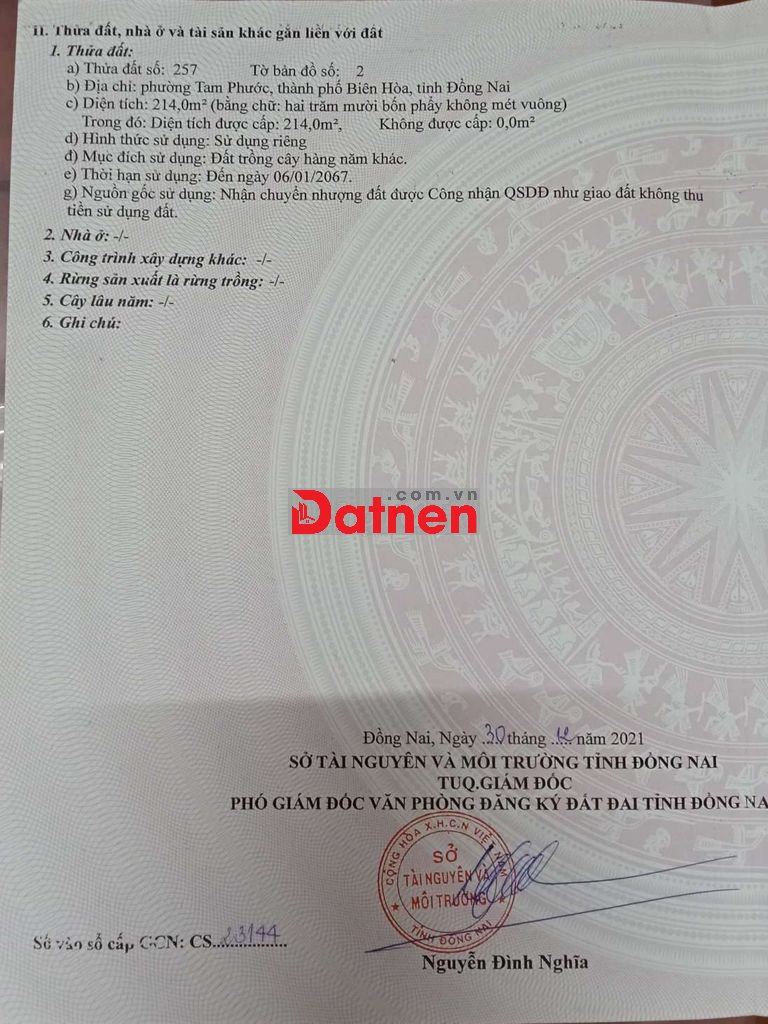 II. Thửa đất, nhà ở và tài sản khác gắn liền với đất
1. Thửa đất:
a) Thửa đất số: 257 Tờ bản đồ số: 2
b) Địa chỉ: phường Tam Phước, thành phố Biên Hòa, tỉnh Đồng Nai
c) Diện tích: 214,0m² (bằng chữ: hai trăm mười bốn phẩy không mét vuông)
Trong đó: Diện tích được cấp: 214,0m², Không được cấp: 0,0m²
d) Hình thức sử dụng: Sử dụng riêng
đ) Mục đích sử dụng: Đất trồng cây hàng năm khác.
e) Thời hạn sử dụng: Đến ngày 06/01/2067.
g) Nguồn gốc sử dụng: Nhận chuyển nhượng đất được Công nhận QSDĐ như giao đất không thu
tiền sử dụng đất.
2. Nhà ở: -/-
3. Công trình xây dựng khác: -/-
4. Rừng sản xuất là rừng trồng: -/-
5. Cây lâu năm: -/-
6. Ghi chú:
.com.vn
Datnen
Đồng Nai, Ngày 30 tháng 12 năm 2021
SỞ TÀI NGUYÊN VÀ MÔI TRƯỜNG TỈNH ĐỒNG NAI
TUQ.GIÁM ĐỐC
PHÓ GIÁM ĐỐC VĂN PHÒNG ĐĂNG KÝ ĐẤT ĐAI TỈNH ĐỒNG NA
CỘNG HÒA X.H.C.N VIỆT NAM
SỞ
TÀI NGUYÊN VÀ
MÔI TRƯỜNG
TỈNH ĐỒNG NAI
Số vào sổ cấp GCN: CS...23144...
Nguyễn Đình Nghĩa